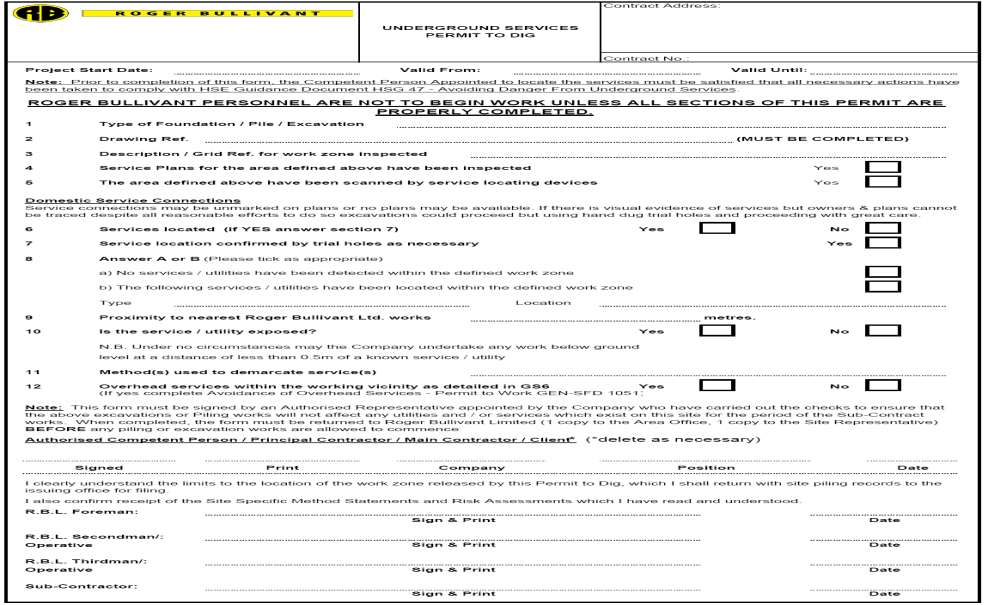 RB ROGER BULLIVANT
UNDERGROUND SERVICES
PERMIT TO DIG
Contract Address:
Contract No.:
Project Start Date: Valid From: Valid Until:
Note: Prior to completion of this form, the Competent Person Appointed to locate the services must be satisfied that all necessary actions have
been taken to comply with HSE Guidance Document HSG 47 - Avoiding Danger From Underground Services.
ROGER BULLIVANT PERSONNEL ARE NOT TO BEGIN WORK UNLESS ALL SECTIONS OF THIS PERMIT ARE
PROPERLY COMPLETED.
1 Type of Foundation / Pile / Excavation
2 Drawing Ref. (MUST BE COMPLETED)
3 Description / Grid Ref. for work zone inspected
4 Service Plans for the area defined above have been inspected Yes
5 The area defined above have been scanned by service locating devices Yes
Domestic Service Connections
Service connections may be unmarked on plans or no plans may be available. If there is visual evidence of services but owners & plans cannot
be traced despite all reasonable efforts to do so excavations could proceed but using hand dug trial holes and proceeding with great care.
6 Services located (if YES answer section 7) Yes No
7 Service location confirmed by trial holes as necessary Yes
8 Answer A or B (Please tick as appropriate)
a) No services / utilities have been detected within the defined work zone
b) The following services / utilities have been located within the defined work zone
Type Location
9 Proximity to nearest Roger Bullivant Ltd. works metres.
10 Is the service / utility exposed? Yes No
N.B. Under no circumstances may the Company undertake any work below ground
level at a distance of less than 0.5m of a known service / utility
11 Method(s) used to demarcate service(s)
12 Overhead services within the working vicinity as detailed in GS6 Yes No
(If yes complete Avoidance of Overhead Services - Permit to Work GEN-SFD 1051)
Note: This form must be signed by an Authorised Representative appointed by the Company who have carried out the checks to ensure that
the above excavations or Piling works will not affect any utilities and / or services which exist on this site for the period of the Sub-Contract
works. When completed, the form must be returned to Roger Bullivant Limited (1 copy to the Area Office, 1 copy to the Site Representative)
BEFORE any piling or excavation works are allowed to commence
Authorised Competent Person / Principal Contractor / Main Contractor / Client* (*delete as necessary)
Signed Print Company Position Date
I clearly understand the limits to the location of the work zone released by this Permit to Dig, which I shall return with site piling records to the
issuing office for filing.
I also confirm receipt of the Site Specific Method Statements and Risk Assessments which I have read and understood.
R.B.L. Foreman:
Sign & Print Date
R.B.L. Secondman/:
Operative Sign & Print Date
R.B.L. Thirdman/:
Operative Sign & Print Date
Sub-Contractor:
Sign & Print Date